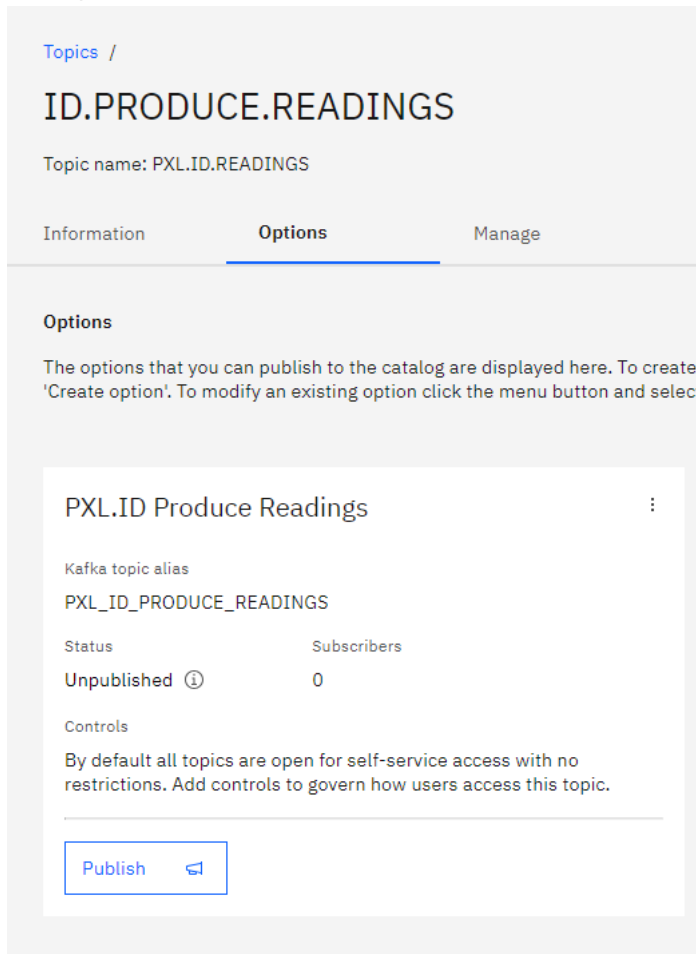 Topics /
ID.PRODUCE.READINGS
Topic name: PXL.ID.READINGS
Information Options Manage
Options
The options that you can publish to the catalog are displayed here. To create
'Create option'. To modify an existing option click the menu button and selec
PXL.ID Produce Readings
Kafka topic alias
PXL_ID_PRODUCE_READINGS
Status Subscribers
Unpublished 0
Controls
By default all topics are open for self-service access with no
restrictions. Add controls to govern how users access this topic.
Publish